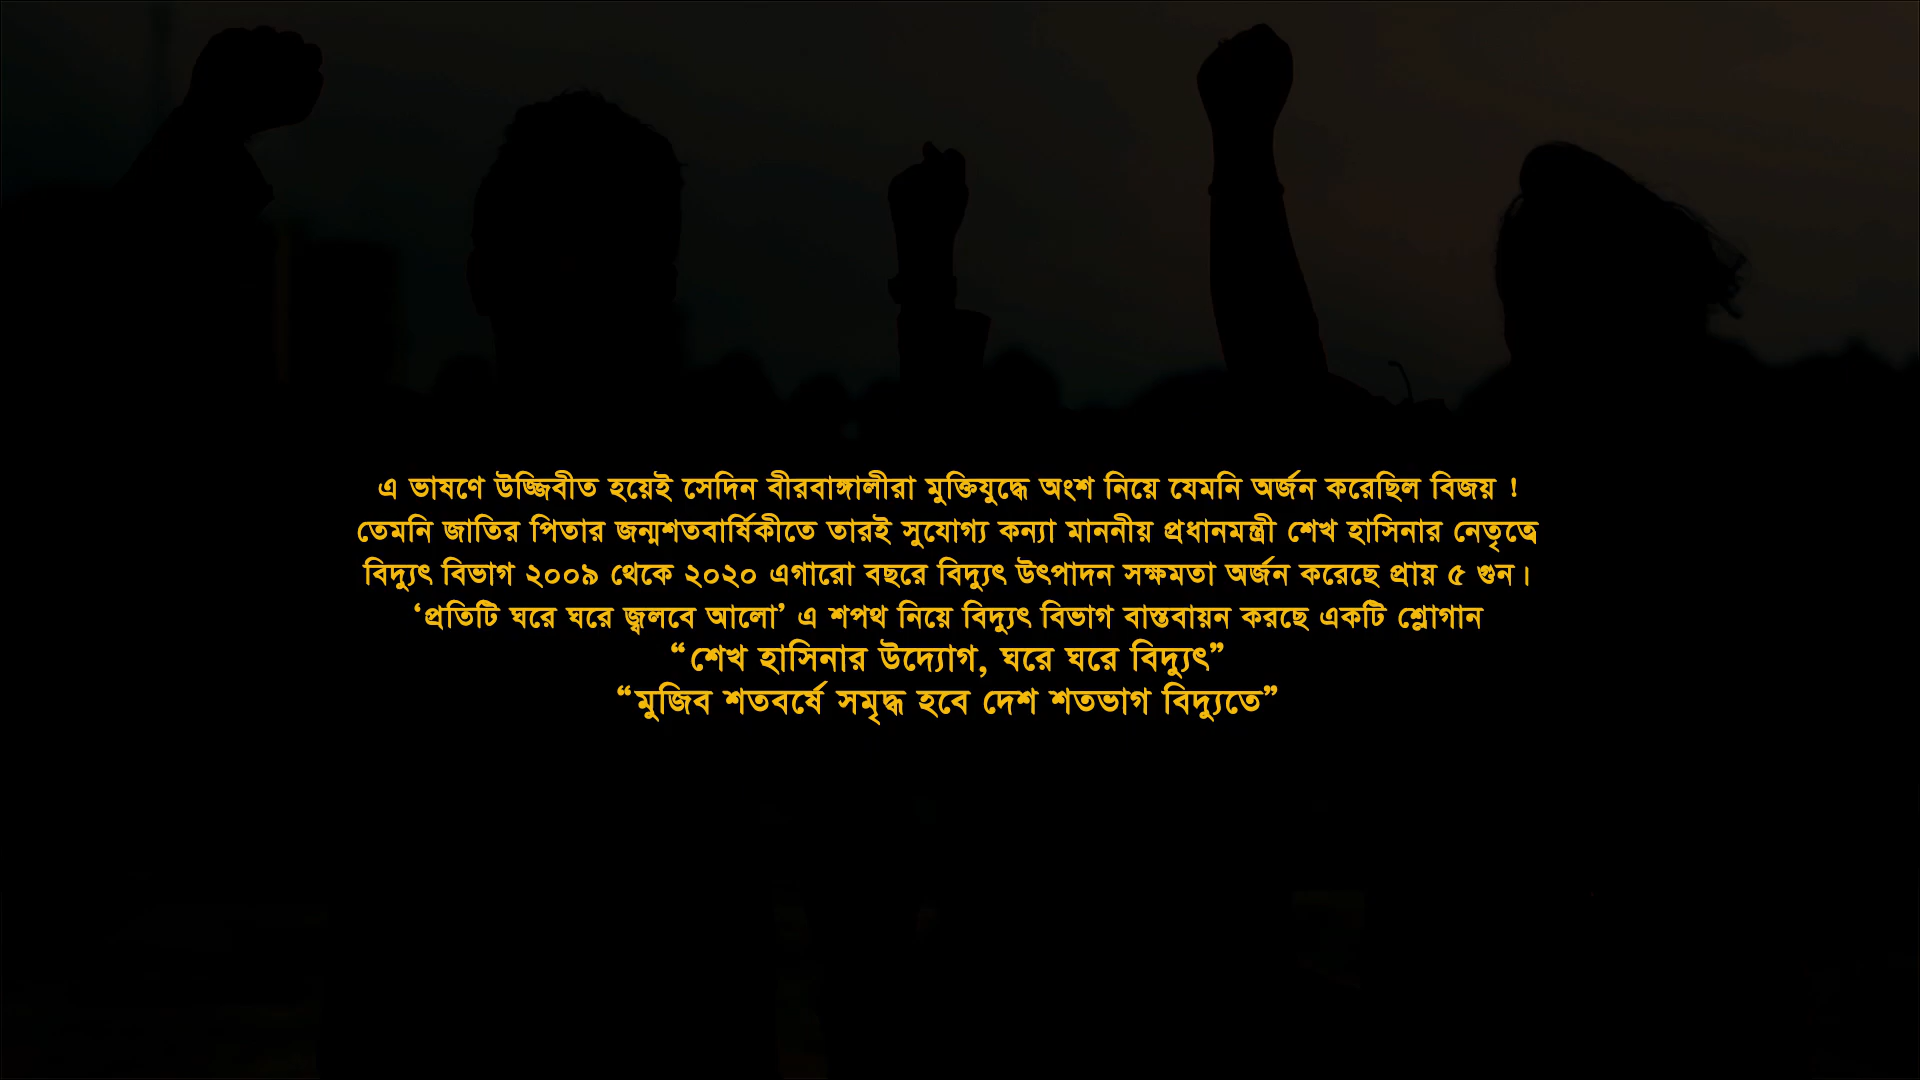 এ ভাষণে উজ্জিবীত হয়েই সেদিন বীরবাঙ্গালীরা মুক্তিযুদ্ধে অংশ নিয়ে যেমনি অর্জন করেছিল বিজয় !
তেমনি জাতির পিতার জন্মশতবার্ষিকীতে তারই সুযোগ্য কন্যা মাননীয় প্রধানমন্ত্রী শেখ হাসিনার নেতৃত্বে
বিদ্যুৎ বিভাগ ২০০৯ থেকে ২০২০ এগারো বছরে বিদ্যুৎ উৎপাদন সক্ষমতা অর্জন করেছে প্রায় ৫ গুন।
‘প্রতিটি ঘরে ঘরে জ্বলবে আলো’ এ শপথ নিয়ে বিদ্যুৎ বিভাগ বাস্তবায়ন করছে একটি শ্লোগান
“শেখ হাসিনার উদ্যোগ, ঘরে ঘরে বিদ্যুৎ”
“মুজিব শতবর্ষে সমৃদ্ধ হবে দেশ শতভাগ বিদ্যুতে”